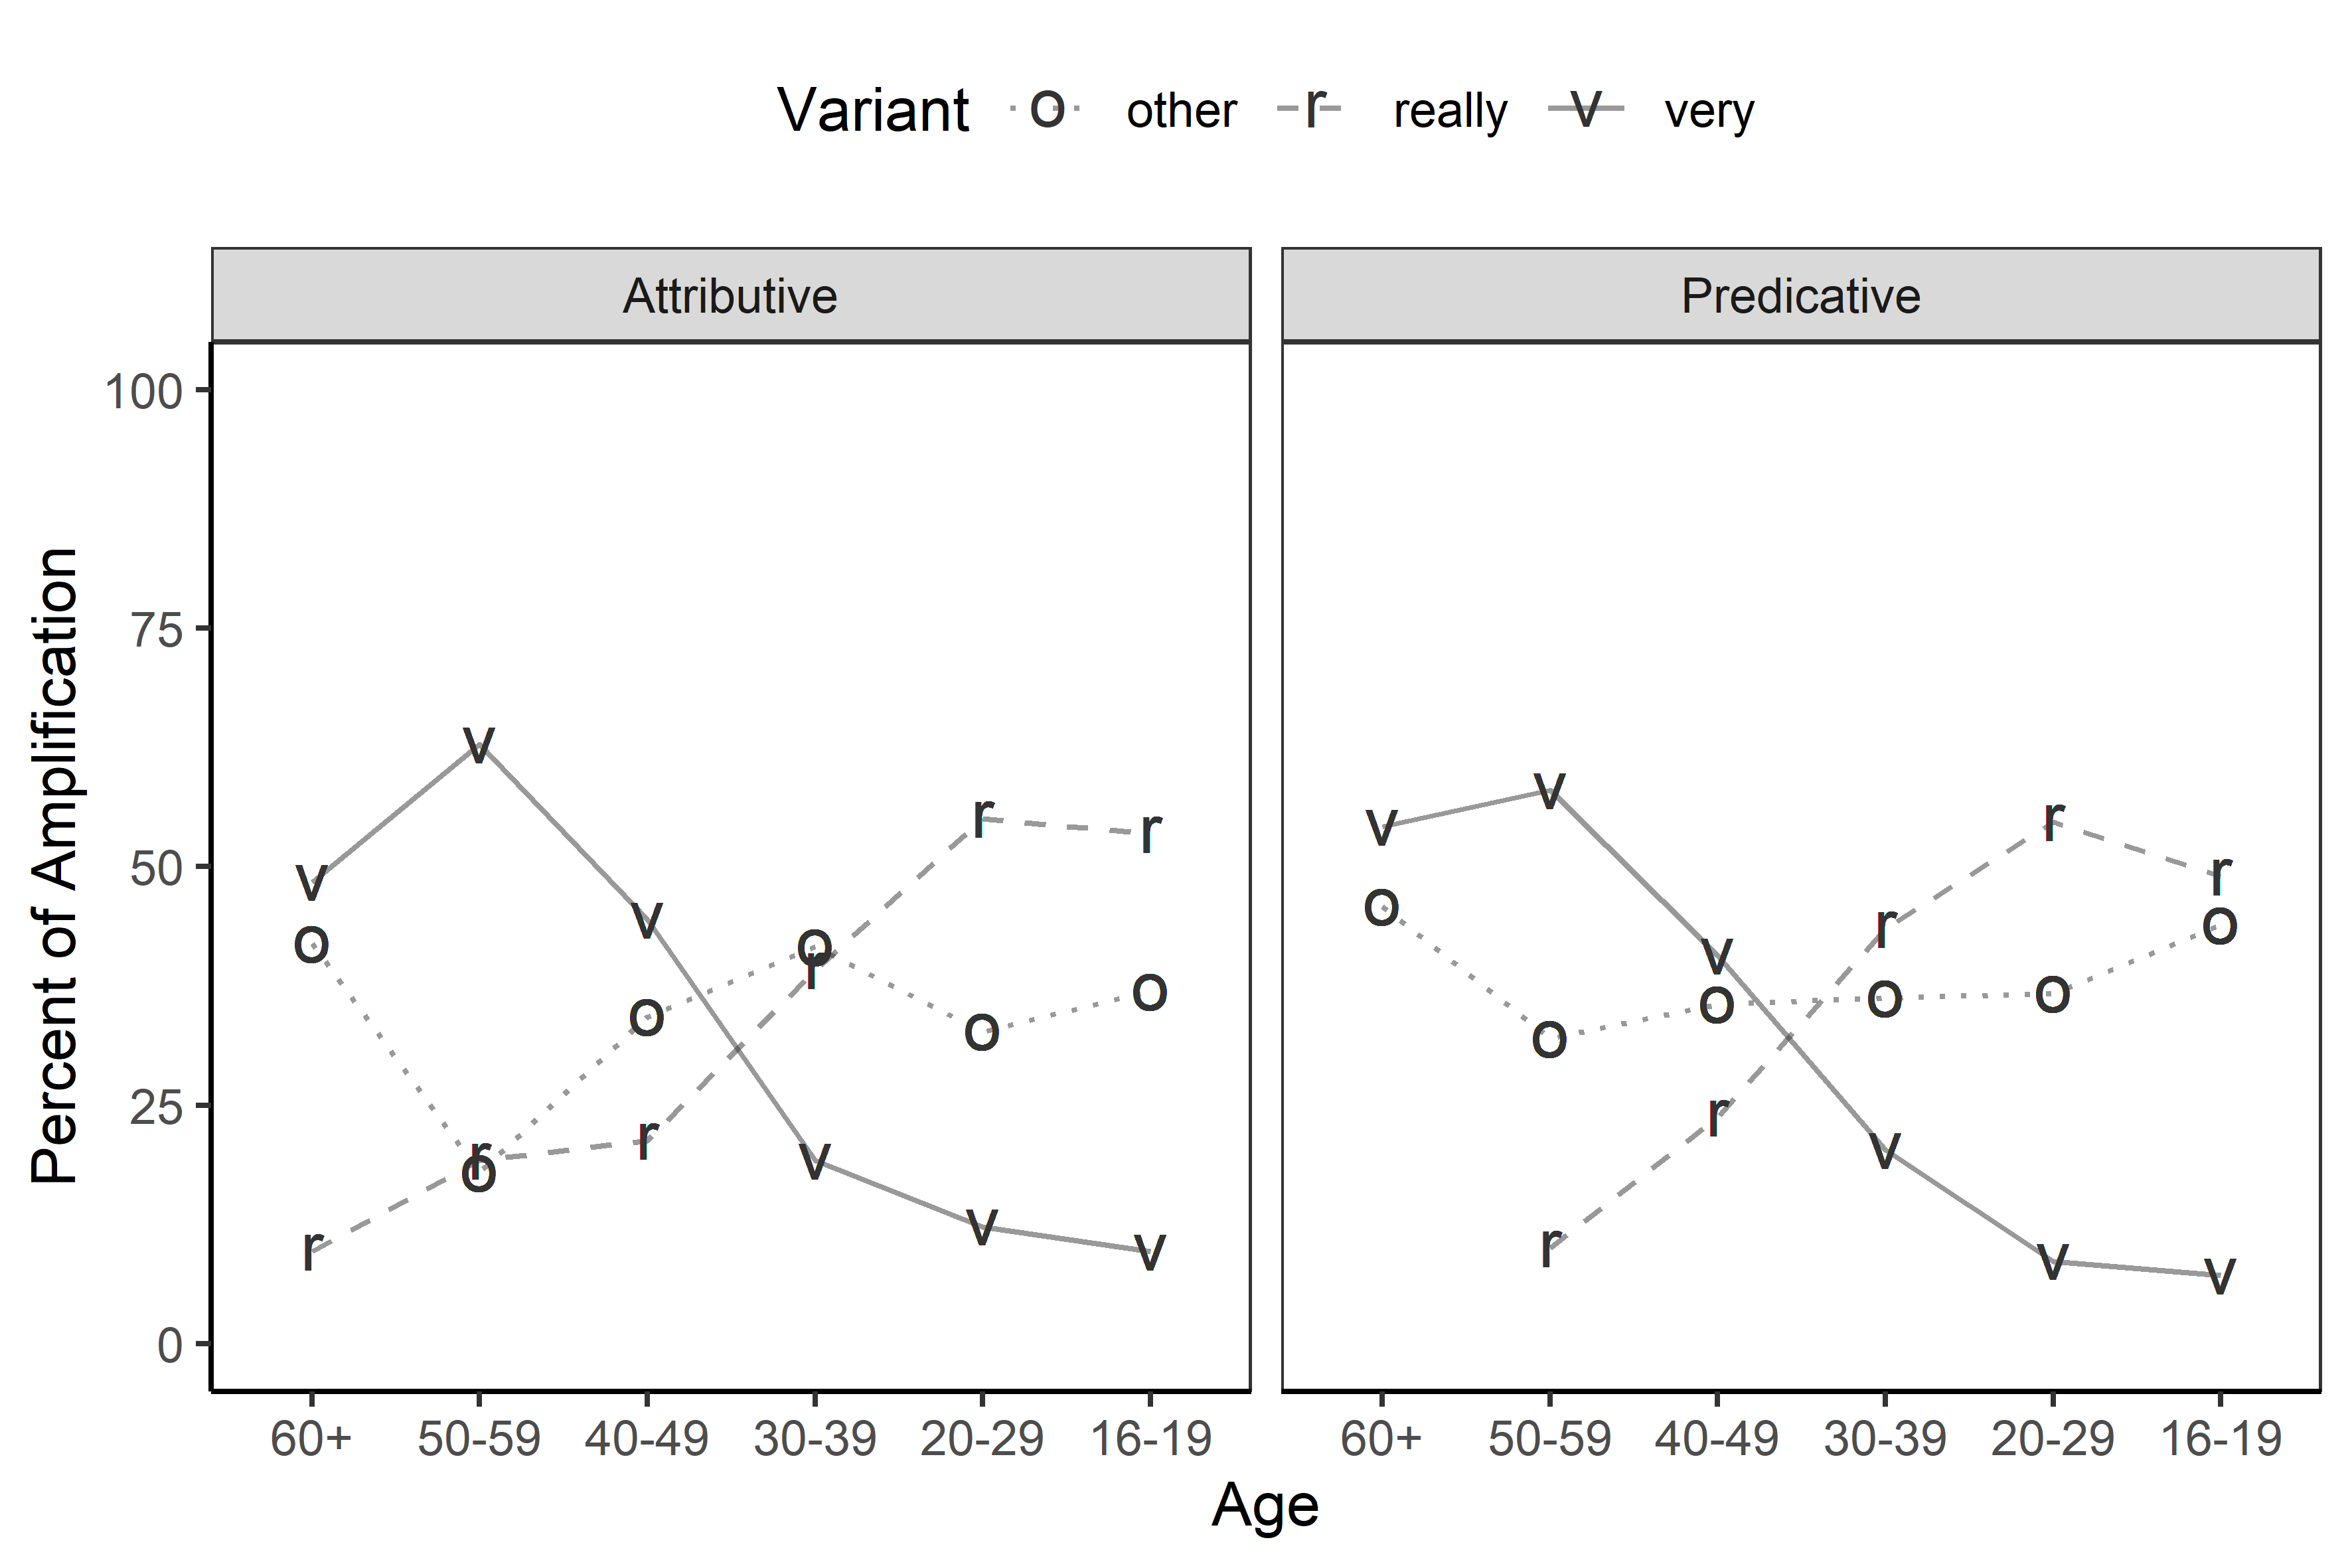 Variant o other r really v very
Attributive Predicative
Percent of Amplification
100
75
50
25
0
v v v v v v
o o o o o o
r r r r r r
v v v v v v
o o o o o o
r r r r r
60+ 50-59 40-49 30-39 20-29 16-19 60+ 50-59 40-49 30-39 20-29 16-19
Age